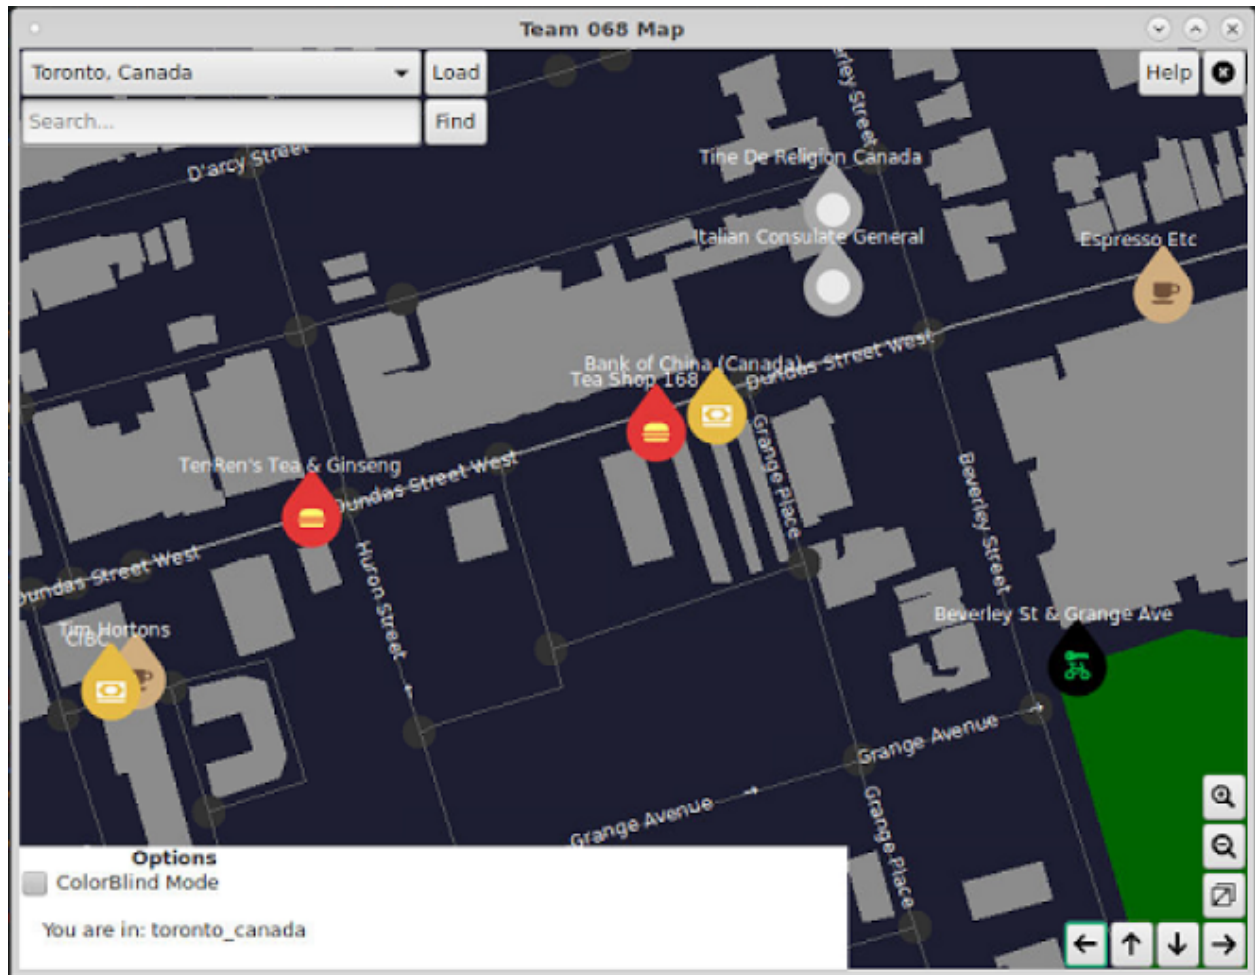 Team 068 Map
Toronto, Canada
Load
Help
Search...
Find
erley Street
D'arcy Street
Tine De Religion Canada
Italian Consulate General
Espresso Etc
Dundas Street West
Bank of China (Canada)
Tea Shop 168
Grange Place
TenRen's Tea & Ginseng
Dundas Street West
Beverley Street
Dundas Street West
Huron Street
Tim Hortons
CIBC
Beverley St & Grange Ave
Grange Avenue
Grange Avenue
Grange Place
Options
ColorBlind Mode
You are in: toronto_canada